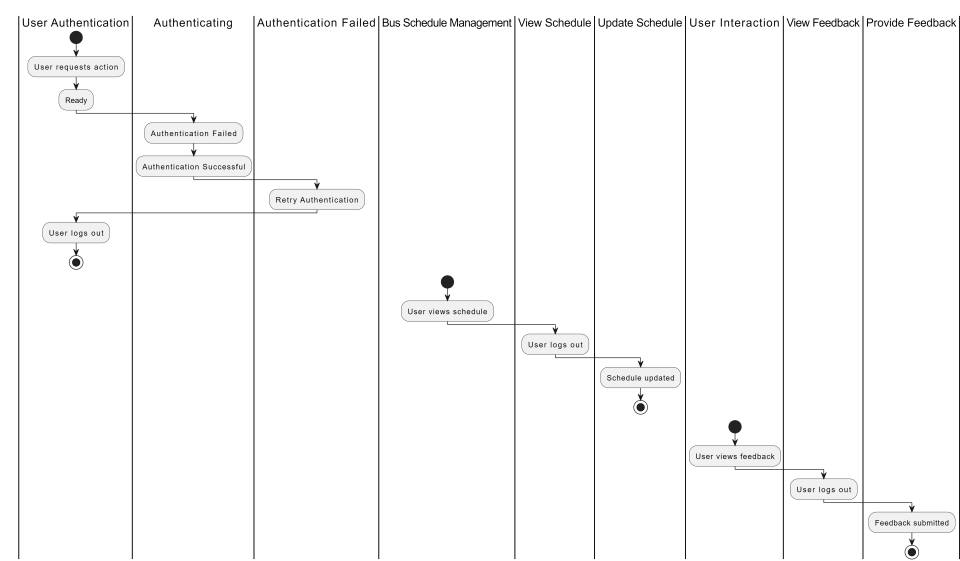 User Authentication Authenticating Authentication Failed Bus Schedule Management View Schedule Update Schedule User Interaction View Feedback Provide Feedback
User requests action
Ready
Authentication Failed
Authentication Successful
Retry Authentication
User logs out
User views schedule
User logs out
Schedule updated
User views feedback
User logs out
Feedback submitted